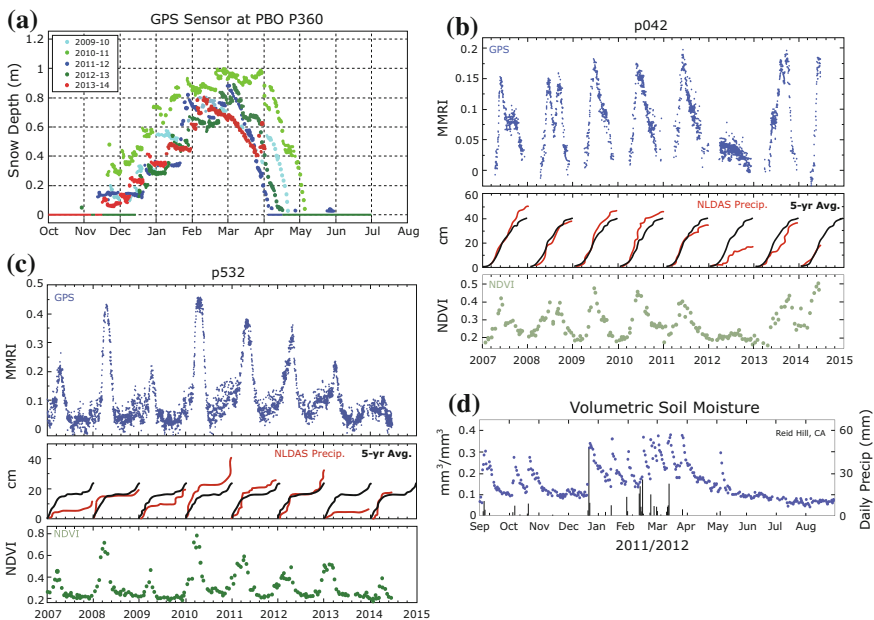 (a)
GPS Sensor at PBO P360
2009-10
2010-11
2011-12
2012-13
2013-14
Snow Depth (m)
1.2
1
0.8
0.6
0.4
0.2
0
Oct Nov Dec Jan Feb Mar Apr May Jun Jul Aug
(b)
p042
GPS
MMRI
0.2
0.15
0.1
0.05
0
NLDAS Precip.
5-yr Avg.
cm
60
40
20
0
NDVI
NDVI
0.5
0.4
0.3
0.2
2007 2008 2009 2010 2011 2012 2013 2014 2015
(c)
p532
GPS
MMRI
0.5
0.4
0.3
0.2
0.1
0
NLDAS Precip.
5-yr Avg.
cm
40
20
0
NDVI
NDVI
0.8
0.6
0.4
0.2
2007 2008 2009 2010 2011 2012 2013 2014 2015
(d)
Volumetric Soil Moisture
Reid Hill, CA
mm³/mm³
0.4
0.3
0.2
0.1
0
Daily Precip (mm)
60
30
0
Sep Oct Nov Dec Jan Feb Mar Apr May Jun Jul Aug
2011/2012